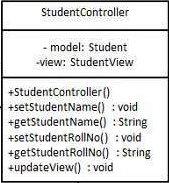 StudentController
- model: Student
-view: StudentView
+StudentController()
+setStudentName() : void
+getStudentName() : String
+setStudentRollNo() : void
+getStudentRollNo() : String
+updateView() : void